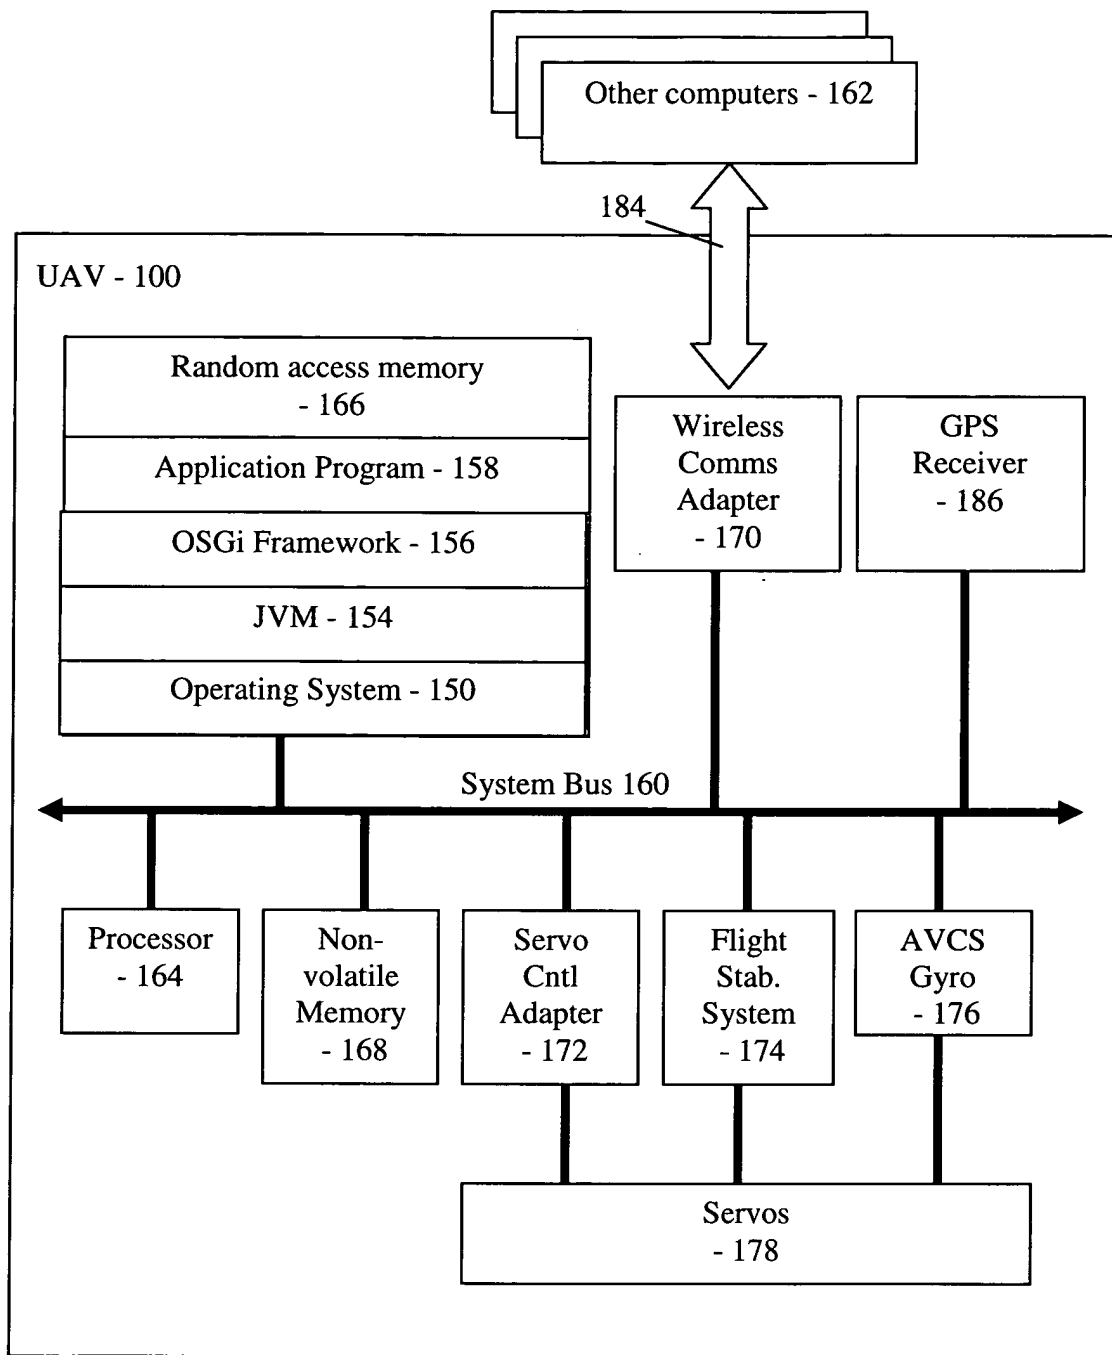 Other computers - 162
184
UAV - 100
Random access memory
- 166
Application Program - 158
OSGi Framework - 156
JVM - 154
Operating System - 150
Wireless
Comms
Adapter
- 170
GPS
Receiver
- 186
System Bus 160
Processor
- 164
Non-
volatile
Memory
- 168
Servo
Cntl
Adapter
- 172
Flight
Stab.
System
- 174
AVCS
Gyro
- 176
Servos
- 178